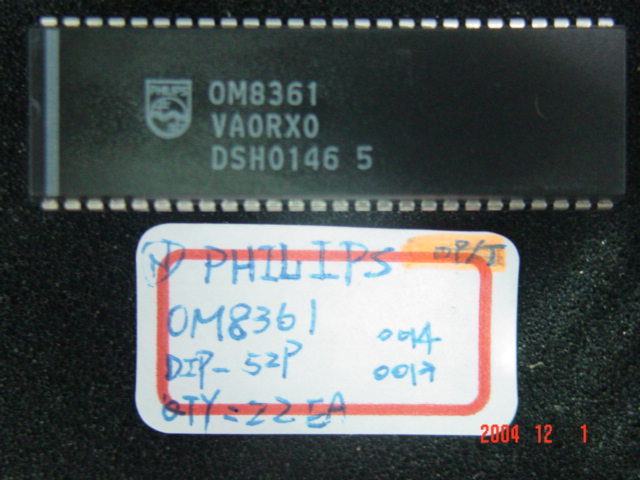 PHILIPS
OM8361
VA0RX0
DSH0146 5
PHILIPS
OM8361
0014
DIP-52P
0017
QTY=22EA
2004 12 1